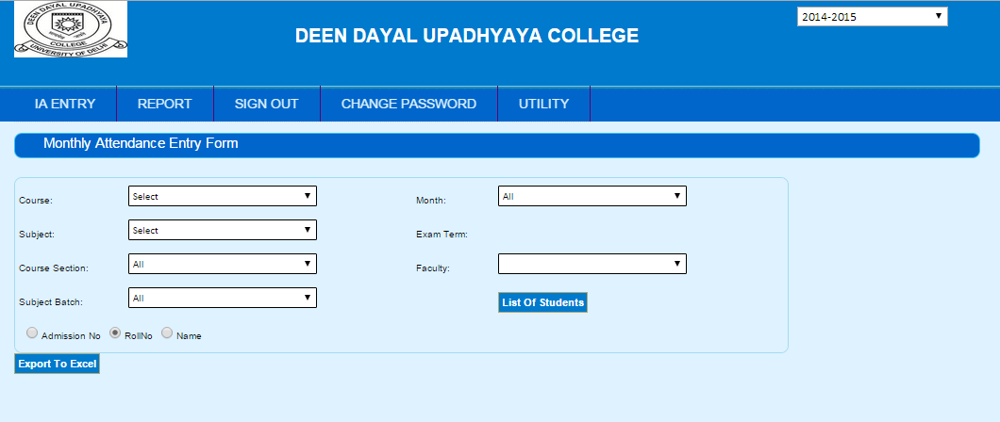 DEEN DAYAL UPADHYAYA
COLLEGE
UNIVERSITY OF DELHI
DEEN DAYAL UPADHYAYA COLLEGE
2014-2015
IA ENTRY REPORT SIGN OUT CHANGE PASSWORD UTILITY
Monthly Attendance Entry Form
Course: Select Month: All
Subject: Select Exam Term:
Course Section: All Faculty:
Subject Batch: All List Of Students
Admission No RollNo Name
Export To Excel